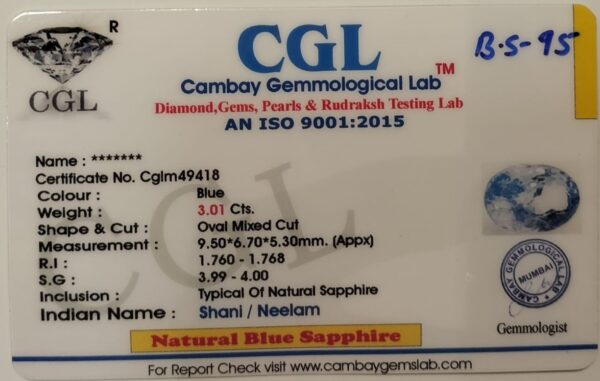 R
CGL
CGL TM
Cambay Gemmological Lab
Diamond,Gems, Pearls & Rudraksh Testing Lab
AN ISO 9001:2015
B.S-95
Name : *******
Certificate No. Cglm49418
Colour : Blue
Weight : 3.01 Cts.
Shape & Cut : Oval Mixed Cut
Measurement : 9.50*6.70*5.30mm. (Appx)
R.I : 1.760 - 1.768
S.G : 3.99 - 4.00
Inclusion : Typical Of Natural Sapphire
Indian Name : Shani / Neelam
CGL
CAMBAY GEMMOLOGICAL LAB
MUMBAI
Gemmologist
Natural Blue Sapphire
For Report Check visit www.cambaygemslab.com